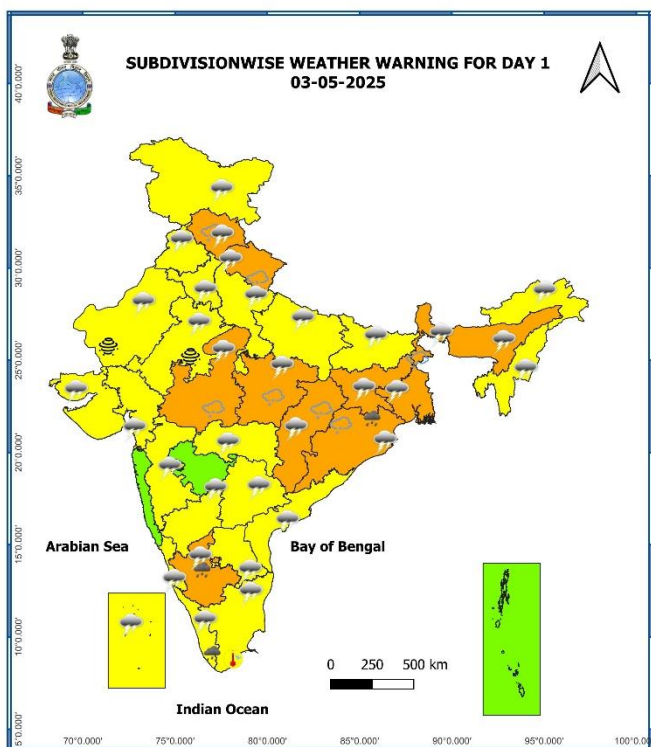 SUBDIVISIONWISE WEATHER WARNING FOR DAY 1
03-05-2025
40°0.000'
35°0.000'
30°0.000'
25°0.000'
20°0.000'
15°0.000'
10°0.000'
5°0.000'
Arabian Sea
Bay of Bengal
0 250 500 km
Indian Ocean
70°0.000' 75°0.000' 80°0.000' 85°0.000' 90°0.000' 95°0.000'